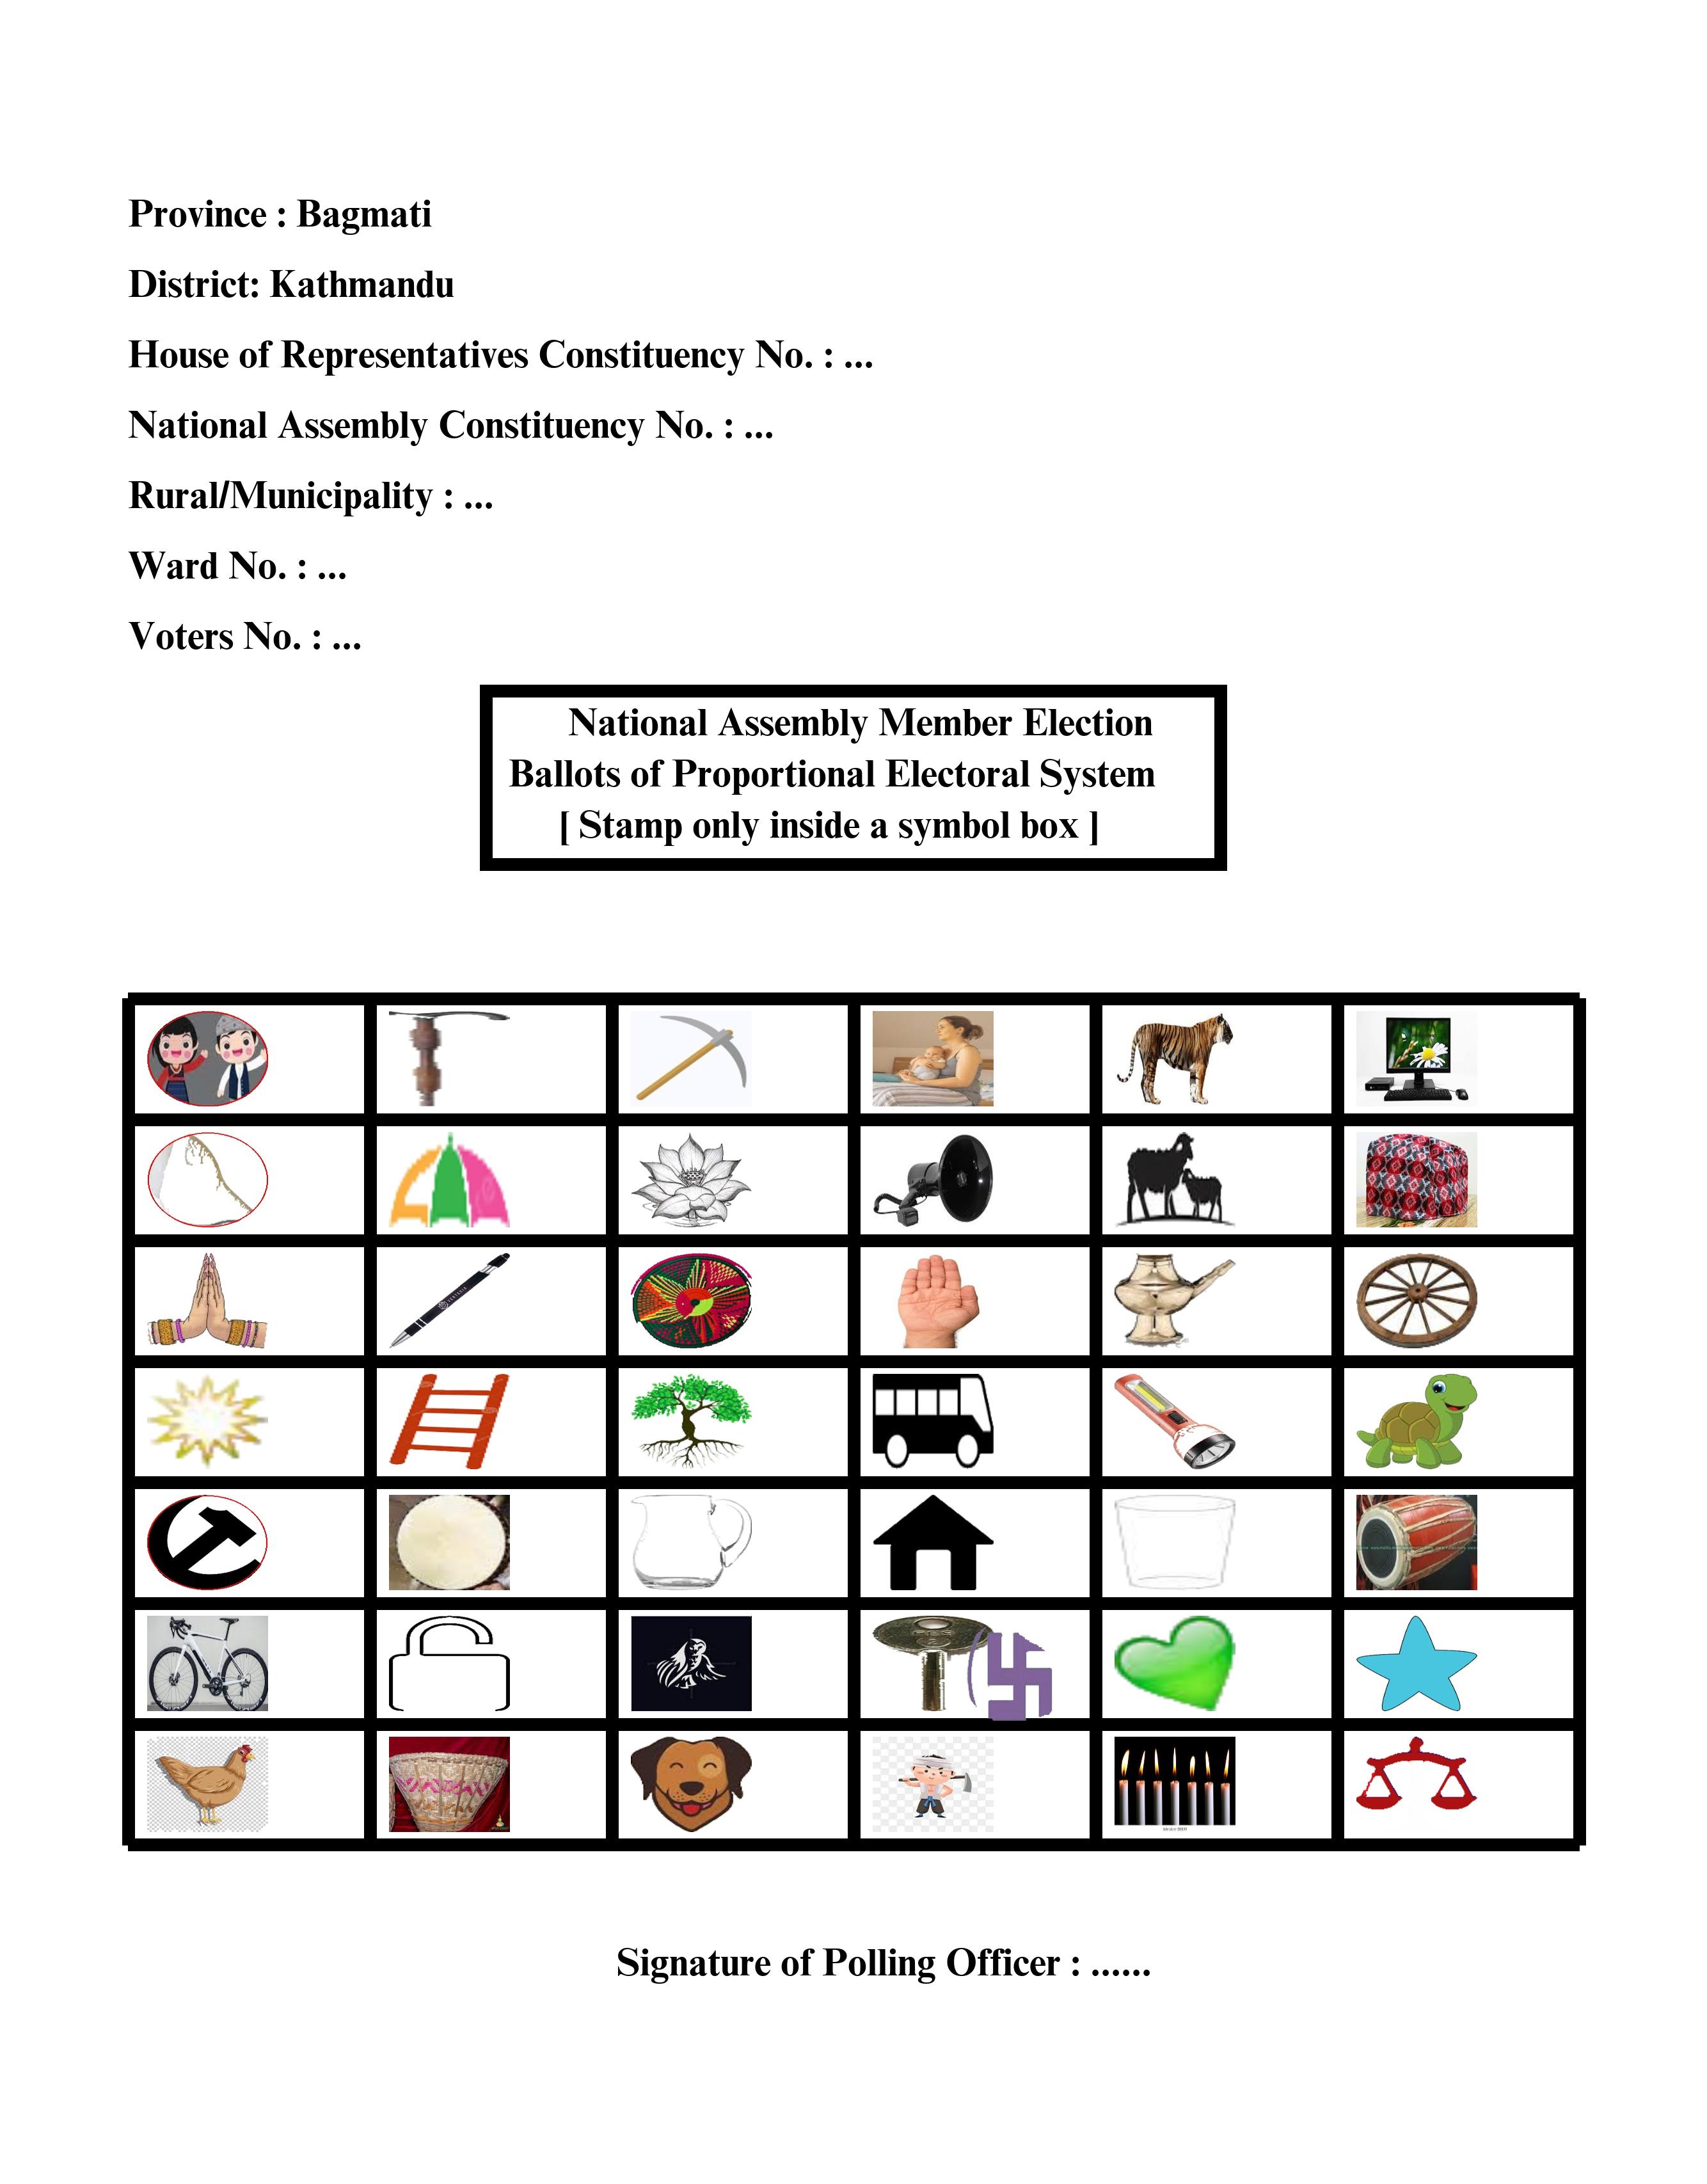 Province : Bagmati
District: Kathmandu
House of Representatives Constituency No. : ...
National Assembly Constituency No. : ...
Rural/Municipality : ...
Ward No. : ...
Voters No. : ...
National Assembly Member Election
Ballots of Proportional Electoral System
[ Stamp only inside a symbol box ]
Signature of Polling Officer : ......